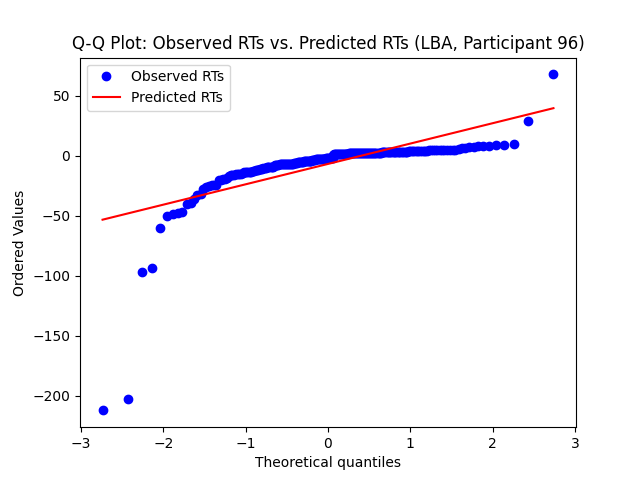 Q-Q Plot: Observed RTs vs. Predicted RTs (LBA, Participant 96)
Observed RTs
Predicted RTs
50
0
−50
−100
−150
−200
Ordered Values
−3 −2 −1 0 1 2 3
Theoretical quantiles